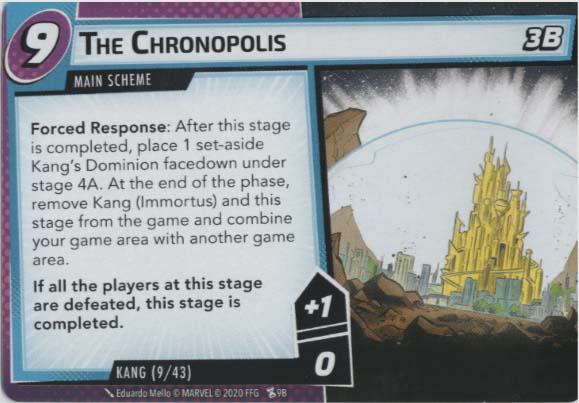 9
THE CHRONOPOLIS
3B
MAIN SCHEME
Forced Response: After this stage
is completed, place 1 set-aside
Kang's Dominion facedown under
stage 4A. At the end of the phase,
remove Kang (Immortus) and this
stage from the game and combine
your game area with another game
area.
If all the players at this stage
are defeated, this stage is
completed.
+1
0
KANG (9/43)
Eduardo Mello © MARVEL © 2020 FFG 9B